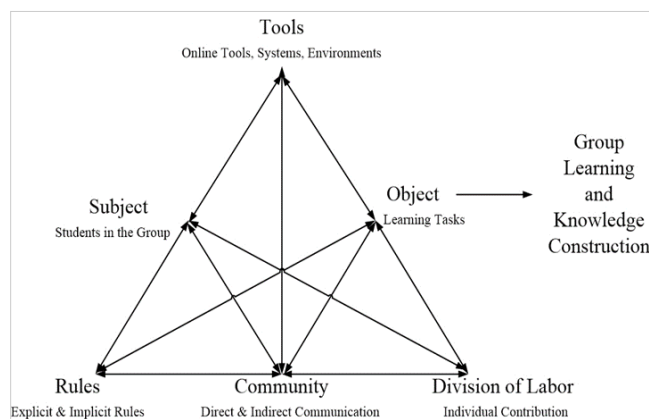 Tools
Online Tools, Systems, Environments
Group
Learning
and
Knowledge
Construction
Subject
Students in the Group
Object
Learning Tasks
Rules
Explicit & Implicit Rules
Community
Direct & Indirect Communication
Division of Labor
Individual Contribution